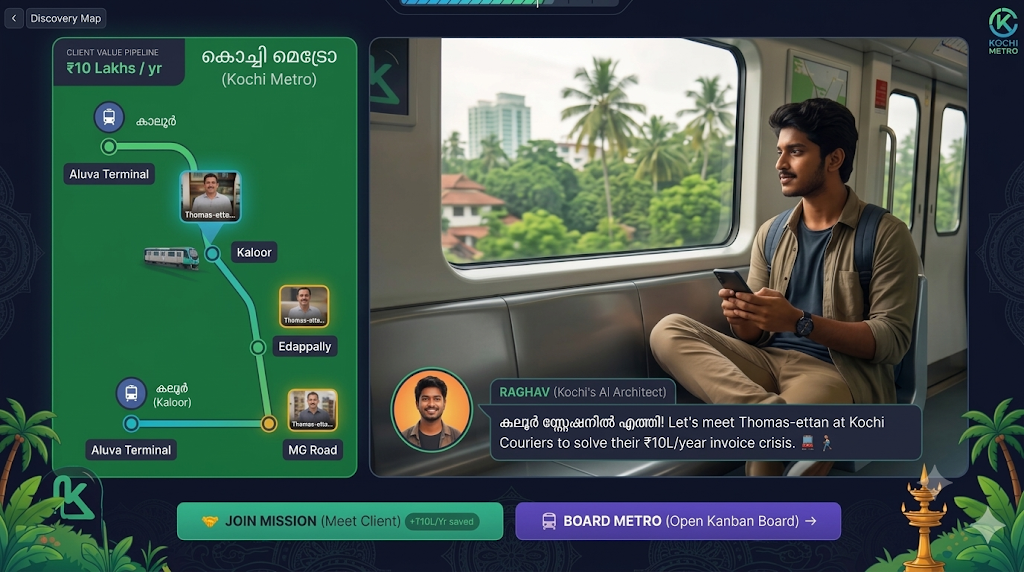 Discovery Map
CLIENT VALUE PIPELINE
₹10 Lakhs / yr
കൊച്ചി മെട്രോ
(Kochi Metro)
കാലൂർ
Aluva Terminal
Thomas-ette...
Kaloor
Thomas-etta...
Edappally
കലൂർ
(Kaloor)
Thomas-etta...
Aluva Terminal
MG Road
KOCHI
METRO
RAGHAV (Kochi's AI Architect)
കലൂർ സ്റ്റേഷനിൽ എത്തി! Let's meet Thomas-ettan at Kochi
Couriers to solve their ₹10L/year invoice crisis. 🚆 🚶
🤝 JOIN MISSION (Meet Client) +₹10L/Yr saved
BOARD METRO (Open Kanban Board) →